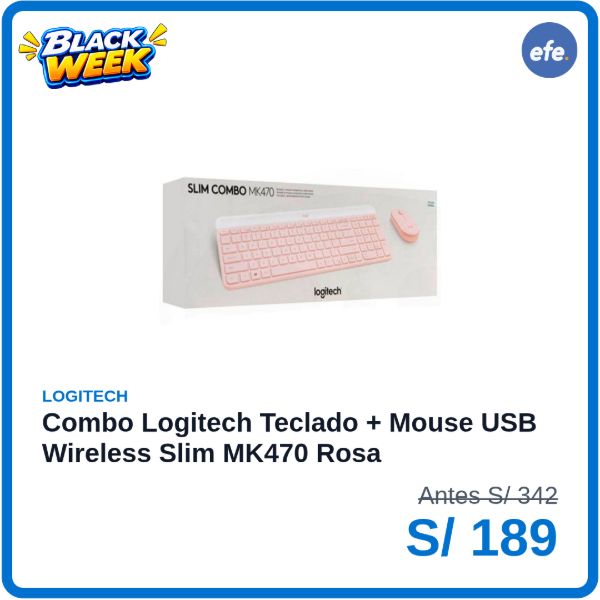 BLACK
WEEK
efe.
SLIM COMBO MK470
logitech
LOGITECH
Combo Logitech Teclado + Mouse USB
Wireless Slim MK470 Rosa
Antes S/ 342
S/ 189